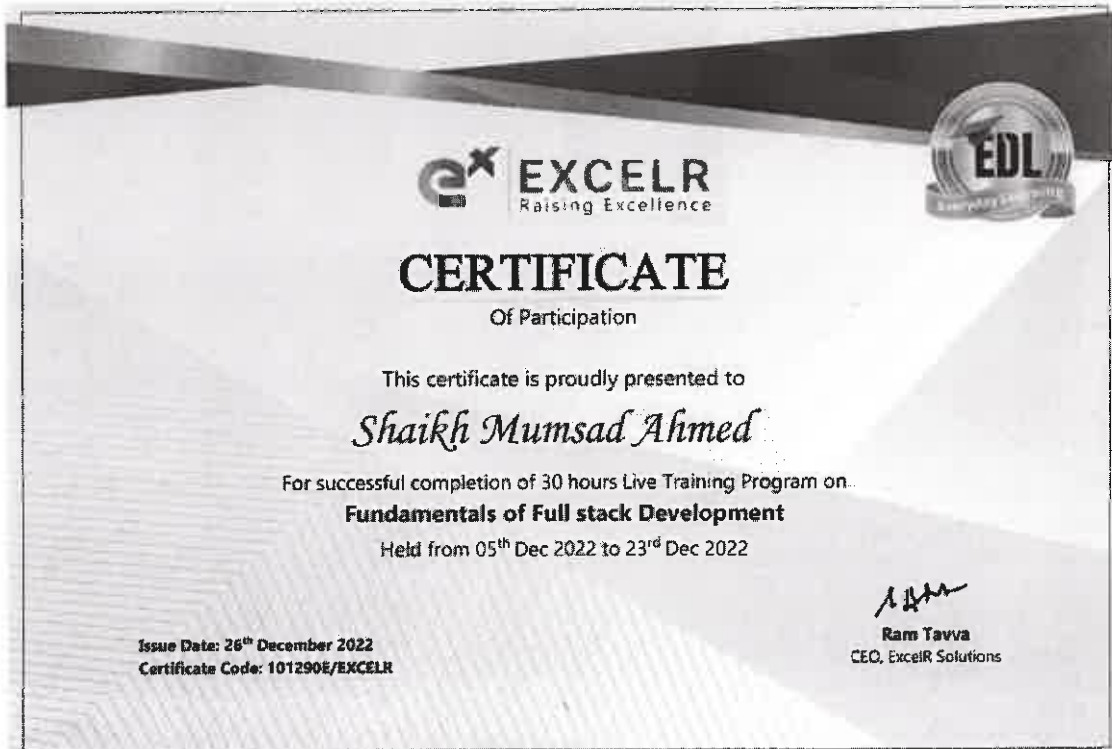 ex EXCELR
Raising Excellence
EDL
CERTIFICATE
Of Participation
This certificate is proudly presented to
Shaikh Mumsad Ahmed
For successful completion of 30 hours Live Training Program on
Fundamentals of Full stack Development
Held from 05th Dec 2022 to 23rd Dec 2022
Ram Tavva
CEO, ExcelR Solutions
Issue Date: 26th December 2022
Certificate Code: 101290E/EXCELR